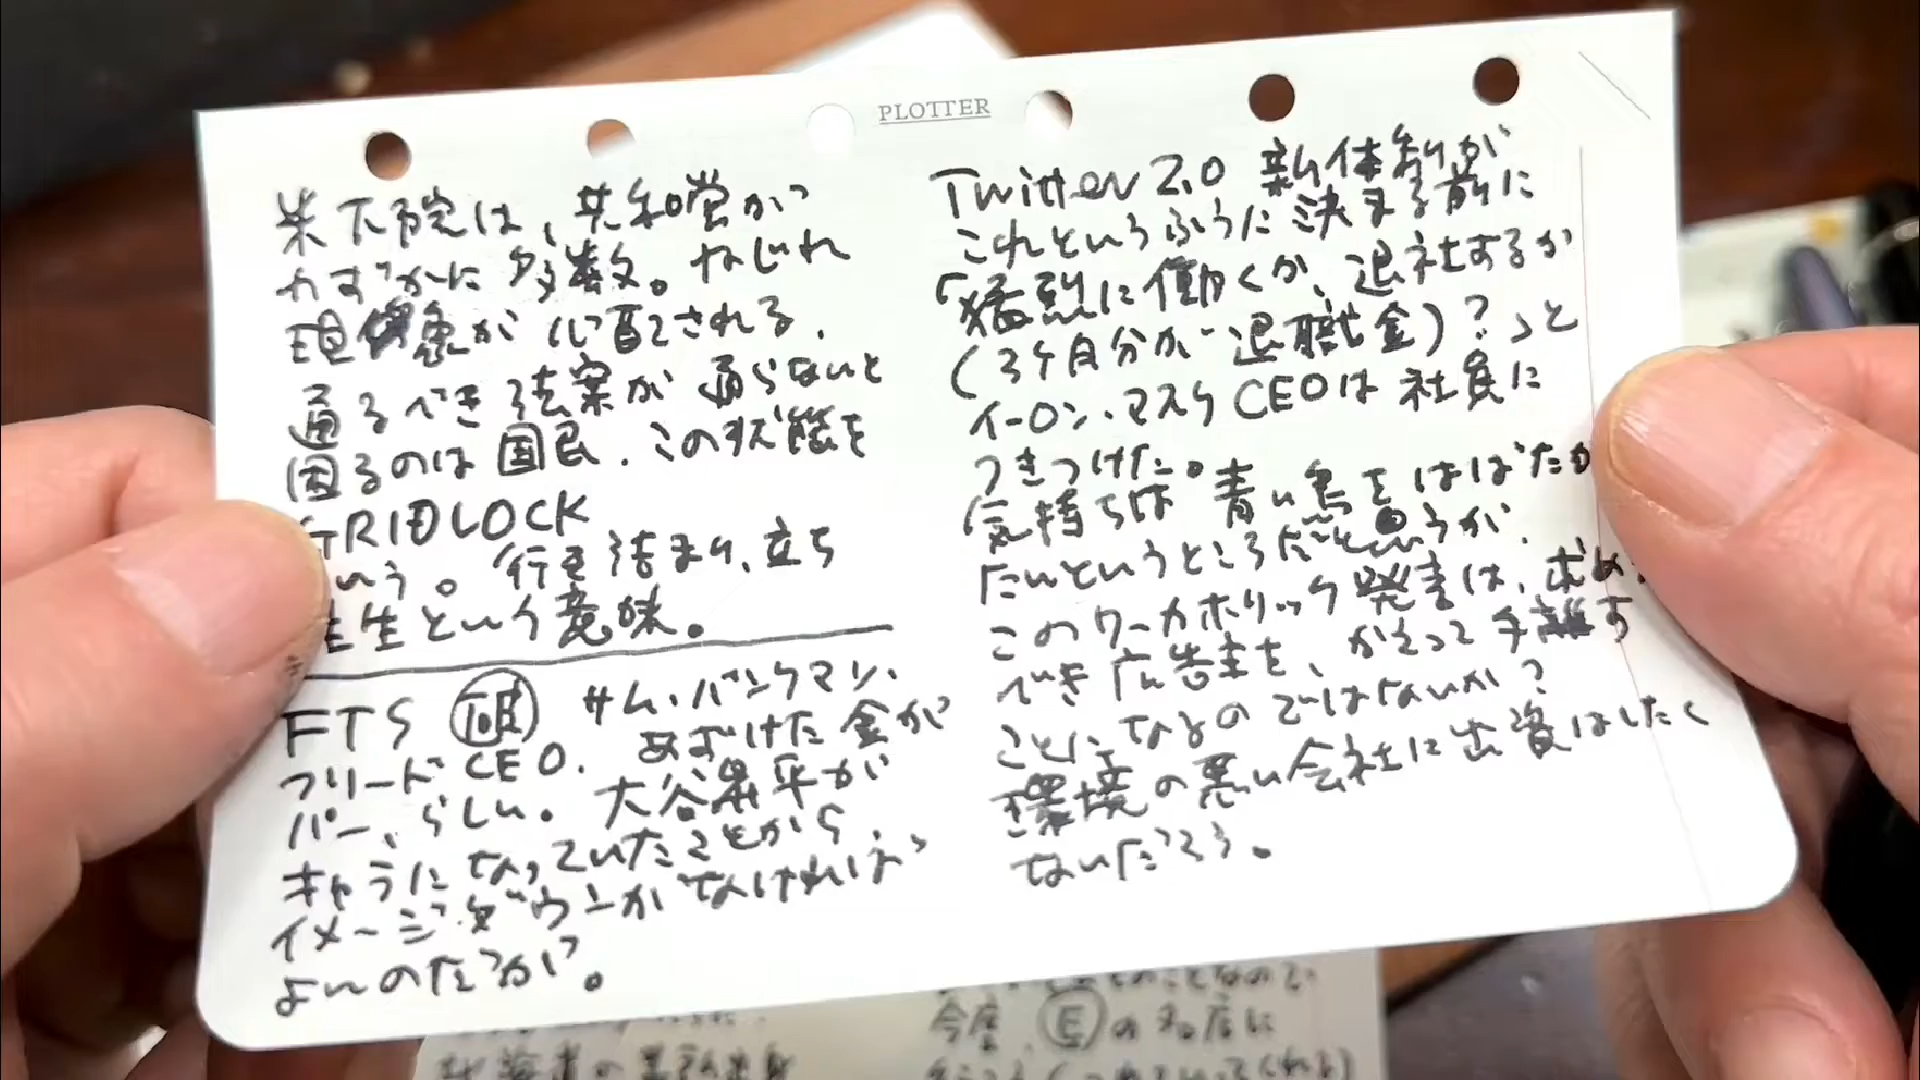 PLOTTER
米下院は、共和党がっ
わずかに多数。ねじれ
現象が心配される.
通るべき法案が通らないと
困るのは国民. この状態を
GRIDLOCK
いう。行き詰まり、立ち
往生という意味。
FTS 破 サム・バンクマン・
フリードCEO. あずけた金が
パー、らしい。大谷翔平が
キャラになっていたことから
イメージダウンがなければ
よいのだが。
Twitter 2.0 新体制が
これというふうに決まる前に
「猛烈に働くか、退社するか
(3ケ月分が退職金)?」と
イーロン・マスクCEOは社員に
つきつけた。
気持ちは青い鳥をはばたか
たいというところだと思うが.
このワーカホリック発言は、求め
でき広告主を、かえって手離す
ことになるのではないか?
環境の悪い会社に出資はしたく
ないだろう。
今度、Eの